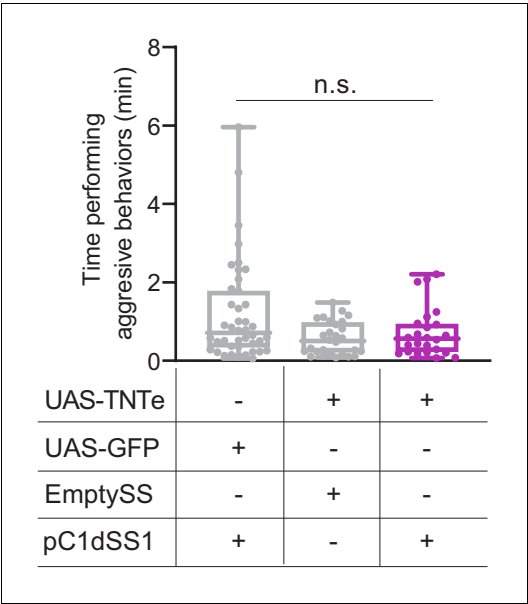 8
n.s.
6
4
2
0
Time performing
aggresive behaviors (min)
UAS-TNTe - + +
UAS-GFP + - -
EmptySS - + -
pC1dSS1 + - +